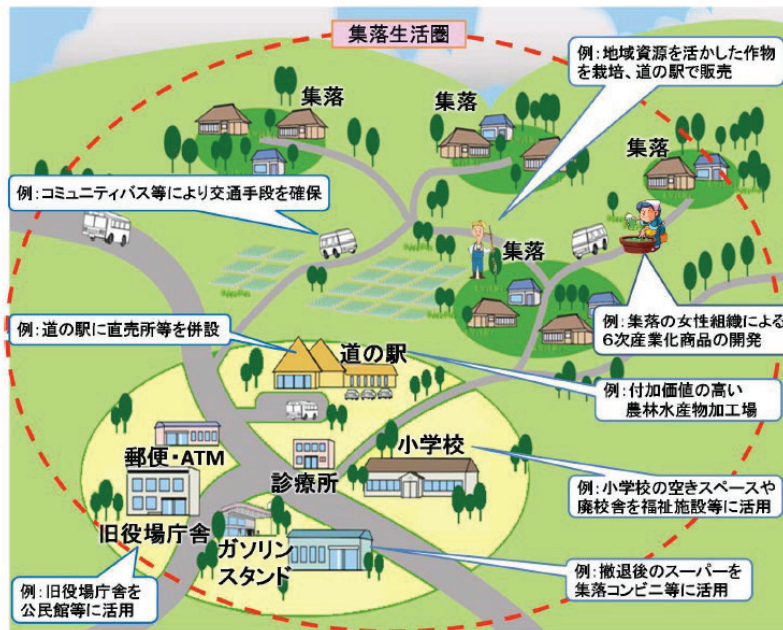 集落生活圏
例：地域資源を活かした作物
を栽培、道の駅で販売
集落
集落
集落
例：コミュニティバス等により交通手段を確保
集落
例：集落の女性組織による
6次産業化商品の開発
例：道の駅に直売所等を併設
道の駅
例：付加価値の高い
農林水産物加工場
郵便・ATM
診療所
小学校
旧役場庁舎
ガソリン
スタンド
例：小学校の空きスペースや
廃校舎を福祉施設等に活用
例：旧役場庁舎を
公民館等に活用
例：撤退後のスーパーを
集落コンビニ等に活用